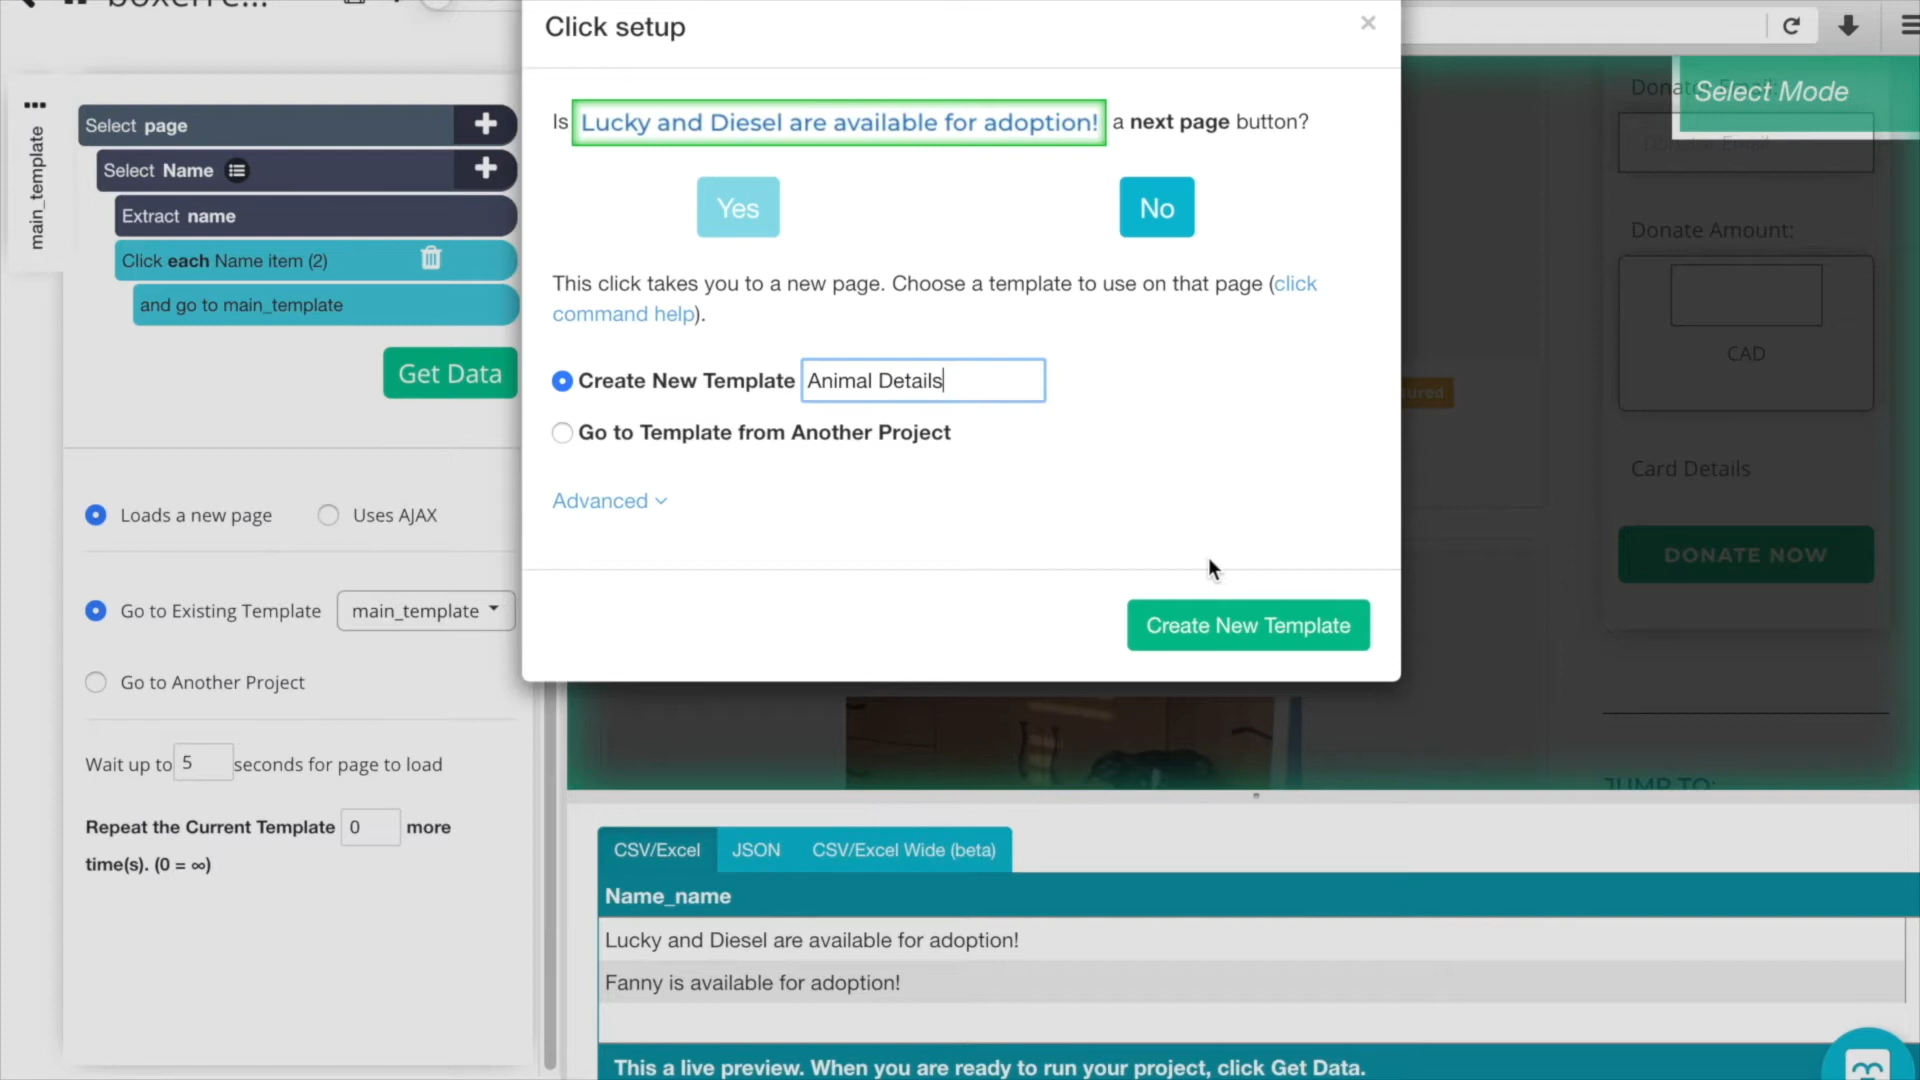 Click setup
×
Is Lucky and Diesel are available for adoption! a next page button?
Yes
No
This click takes you to a new page. Choose a template to use on that page (click
command help).
Create New Template Animal Details
Go to Template from Another Project
Advanced
Create New Template
main_template
Select page
Select Name
Extract name
Click each Name item (2)
and go to main_template
Get Data
Loads a new page
Uses AJAX
Go to Existing Template main_template
Go to Another Project
Wait up to 5 seconds for page to load
Repeat the Current Template 0 more
time(s). (0 = ∞)
Select Mode
Donate Amount:
CAD
Card Details
DONATE NOW
JUMP TO:
CSV/Excel
JSON
CSV/Excel Wide (beta)
Name_name
Lucky and Diesel are available for adoption!
Fanny is available for adoption!
This a live preview. When you are ready to run your project, click Get Data.